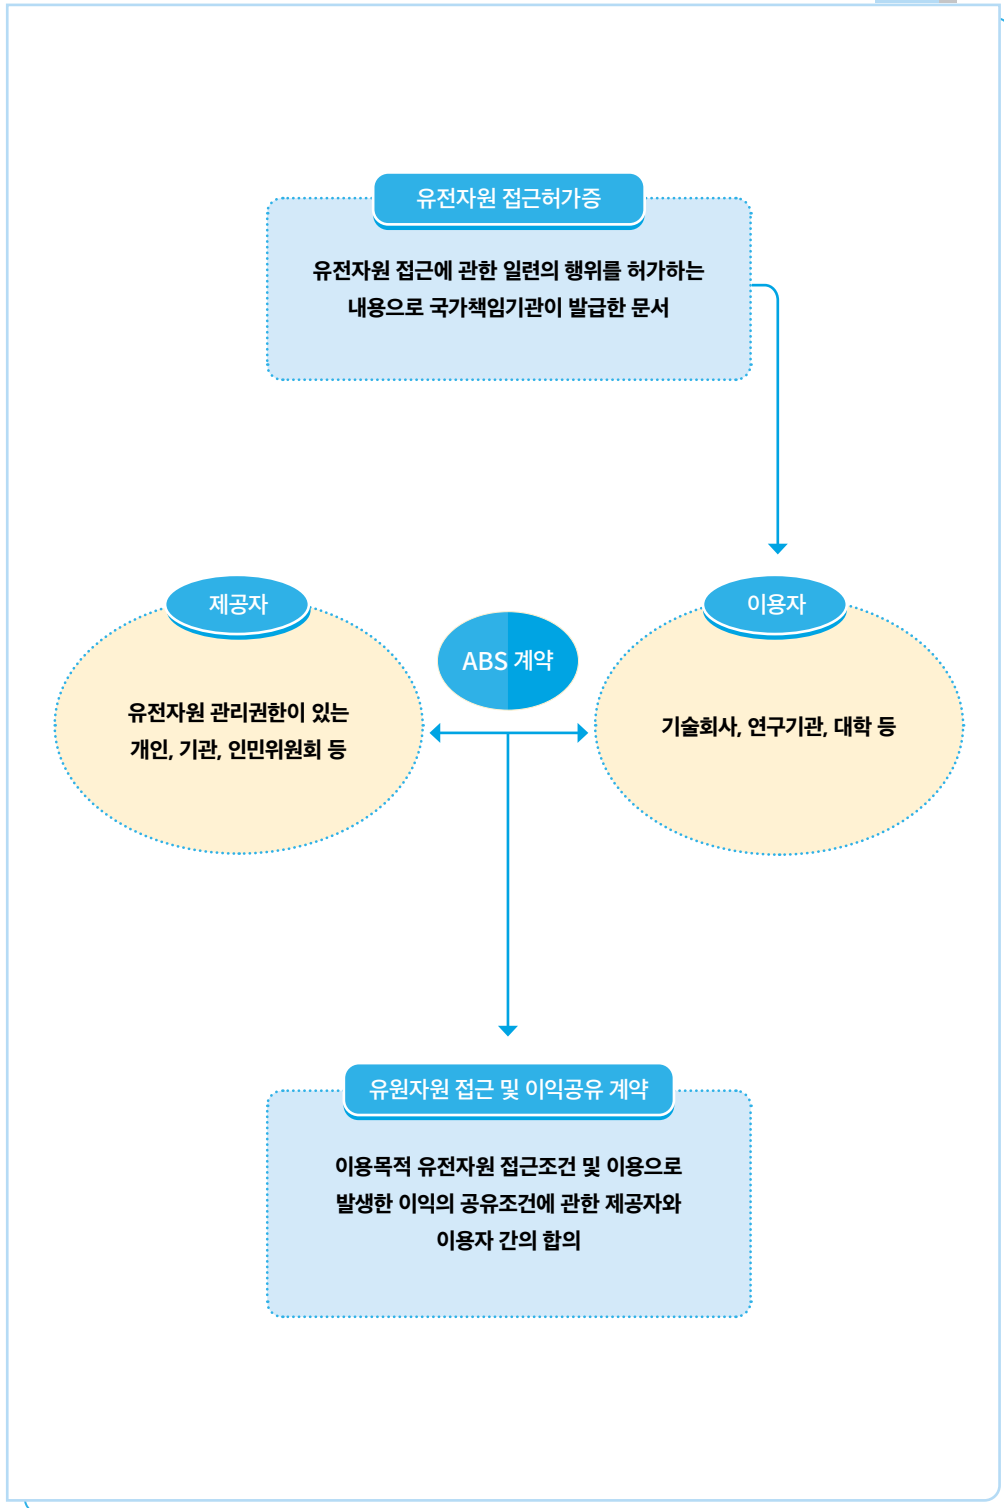 유전자원 접근허가증
유전자원 접근에 관한 일련의 행위를 허가하는
내용으로 국가책임기관이 발급한 문서
제공자
유전자원 관리권한이 있는
개인, 기관, 인민위원회 등
ABS 계약
이용자
기술회사, 연구기관, 대학 등
유원자원 접근 및 이익공유 계약
이용목적 유전자원 접근조건 및 이용으로
발생한 이익의 공유조건에 관한 제공자와
이용자 간의 합의